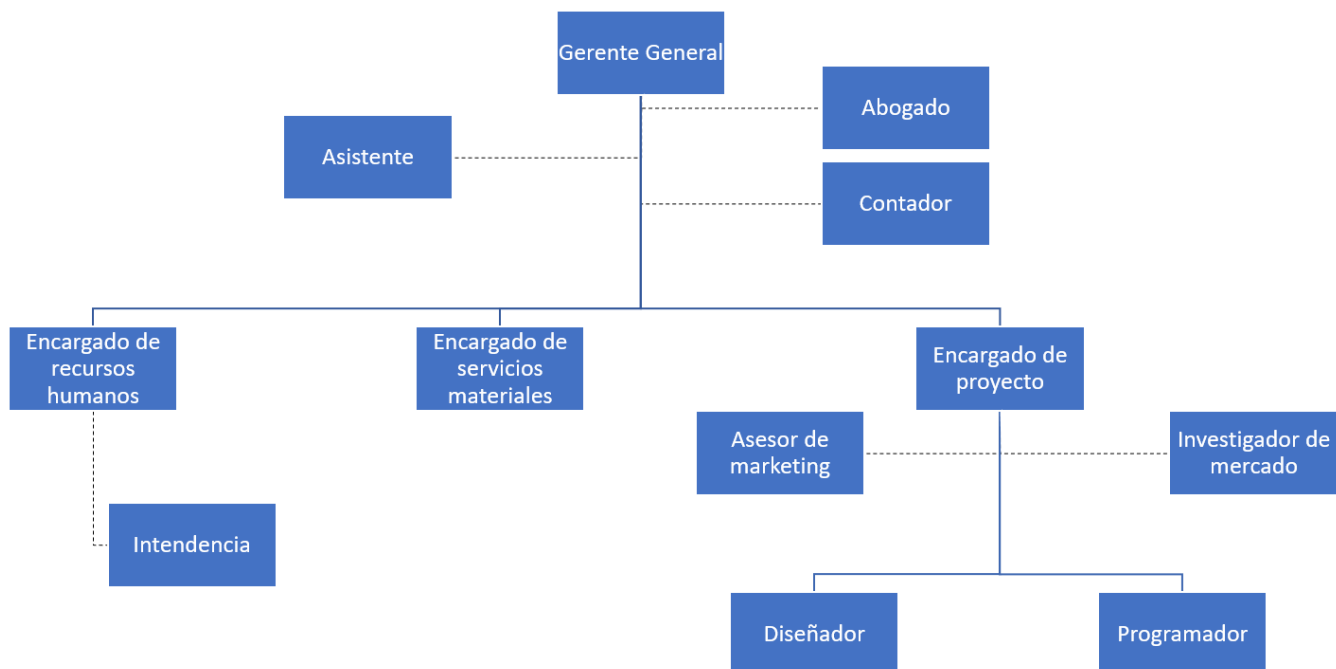 Gerente General
Abogado
Asistente
Contador
Encargado de
recursos
humanos
Encargado de
servicios
materiales
Encargado de
proyecto
Asesor de
marketing
Investigador de
mercado
Intendencia
Diseñador
Programador